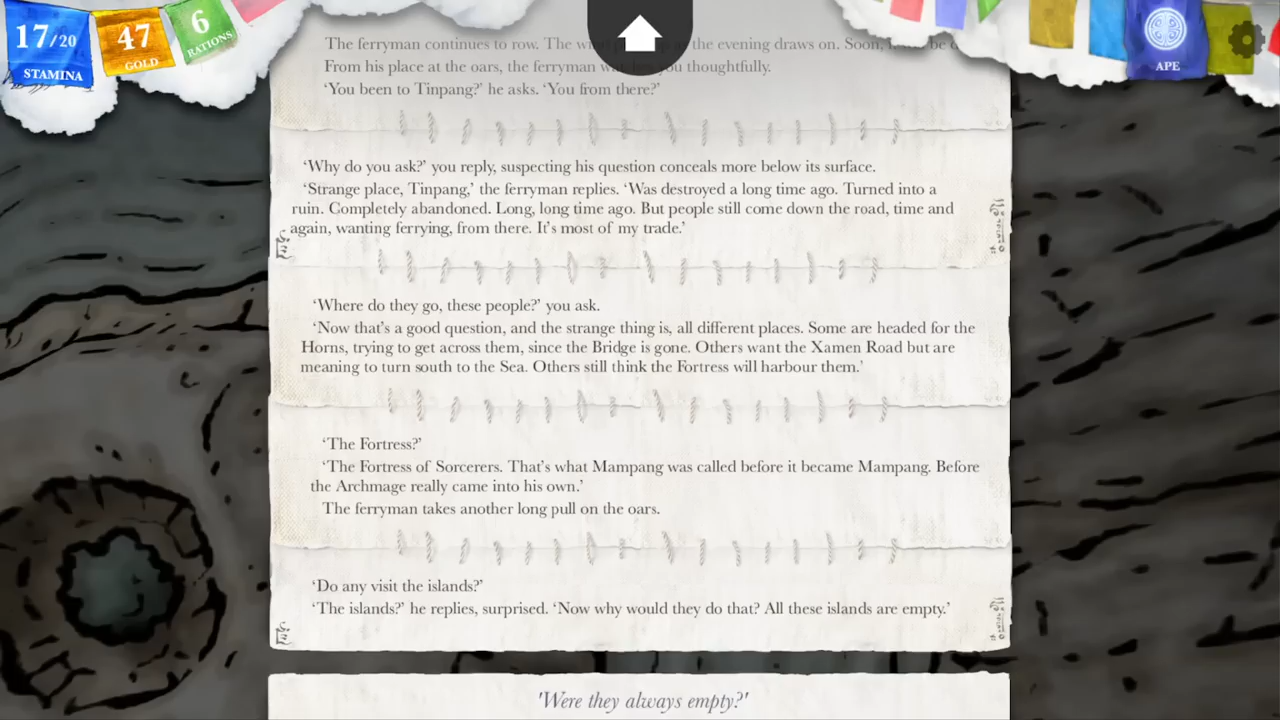 17/20
STAMINA
47
GOLD
6
RATIONS
APE
The ferryman continues to row. The the evening draws on. Soon, be
From his place at the oars, the ferryman you thoughtfully.
‘You been to Tinpang?’ he asks. ‘You from there?’
‘Why do you ask?’ you reply, suspecting his question conceals more below its surface.
‘Strange place, Tinpang,’ the ferryman replies. ‘Was destroyed a long time ago. Turned into a
ruin. Completely abandoned. Long, long time ago. But people still come down the road, time and
again, wanting ferrying, from there. It’s most of my trade.’
‘Where do they go, these people?’ you ask.
‘Now that’s a good question, and the strange thing is, all different places. Some are headed for the
Horns, trying to get across them, since the Bridge is gone. Others want the Xamen Road but are
meaning to turn south to the Sea. Others still think the Fortress will harbour them.’
‘The Fortress?’
‘The Fortress of Sorcerers. That’s what Mampang was called before it became Mampang. Before
the Archmage really came into his own.’
The ferryman takes another long pull on the oars.
‘Do any visit the islands?’
‘The islands?’ he replies, surprised. ‘Now why would they do that? All these islands are empty.’
'Were they always empty?'